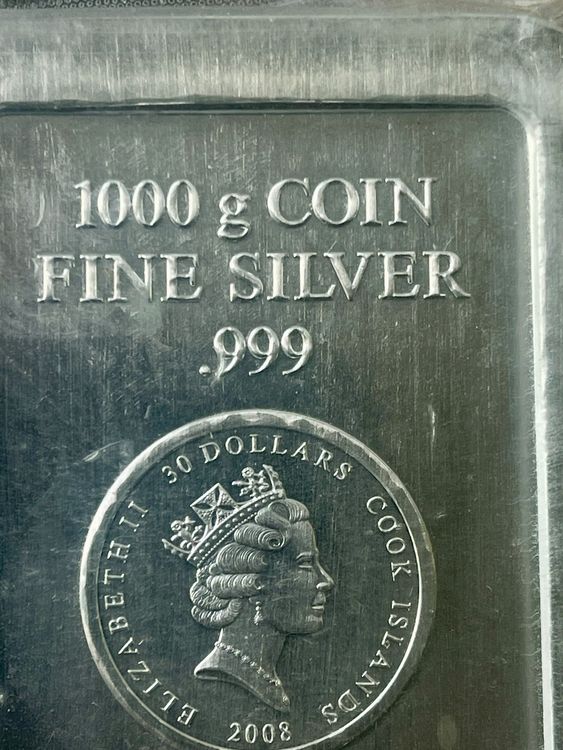 1000 g COIN
FINE SILVER
.999
ELIZABETH II 30 DOLLARS COOK ISLANDS
2008